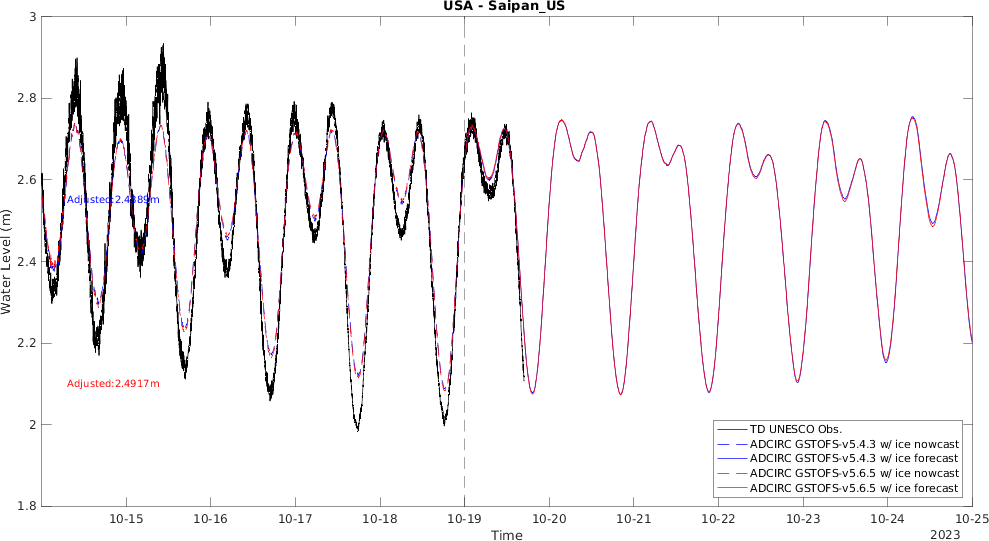 USA - Saipan_US
Water Level (m)
3
2.8
2.6
2.4
2.2
2
1.8
Adjusted:2.4389m
Adjusted:2.4917m
TD UNESCO Obs.
ADCIRC GSTOFS-v5.4.3 w/ ice nowcast
ADCIRC GSTOFS-v5.4.3 w/ ice forecast
ADCIRC GSTOFS-v5.6.5 w/ ice nowcast
ADCIRC GSTOFS-v5.6.5 w/ ice forecast
10-15 10-16 10-17 10-18 10-19 10-20 10-21 10-22 10-23 10-24 10-25
Time
2023